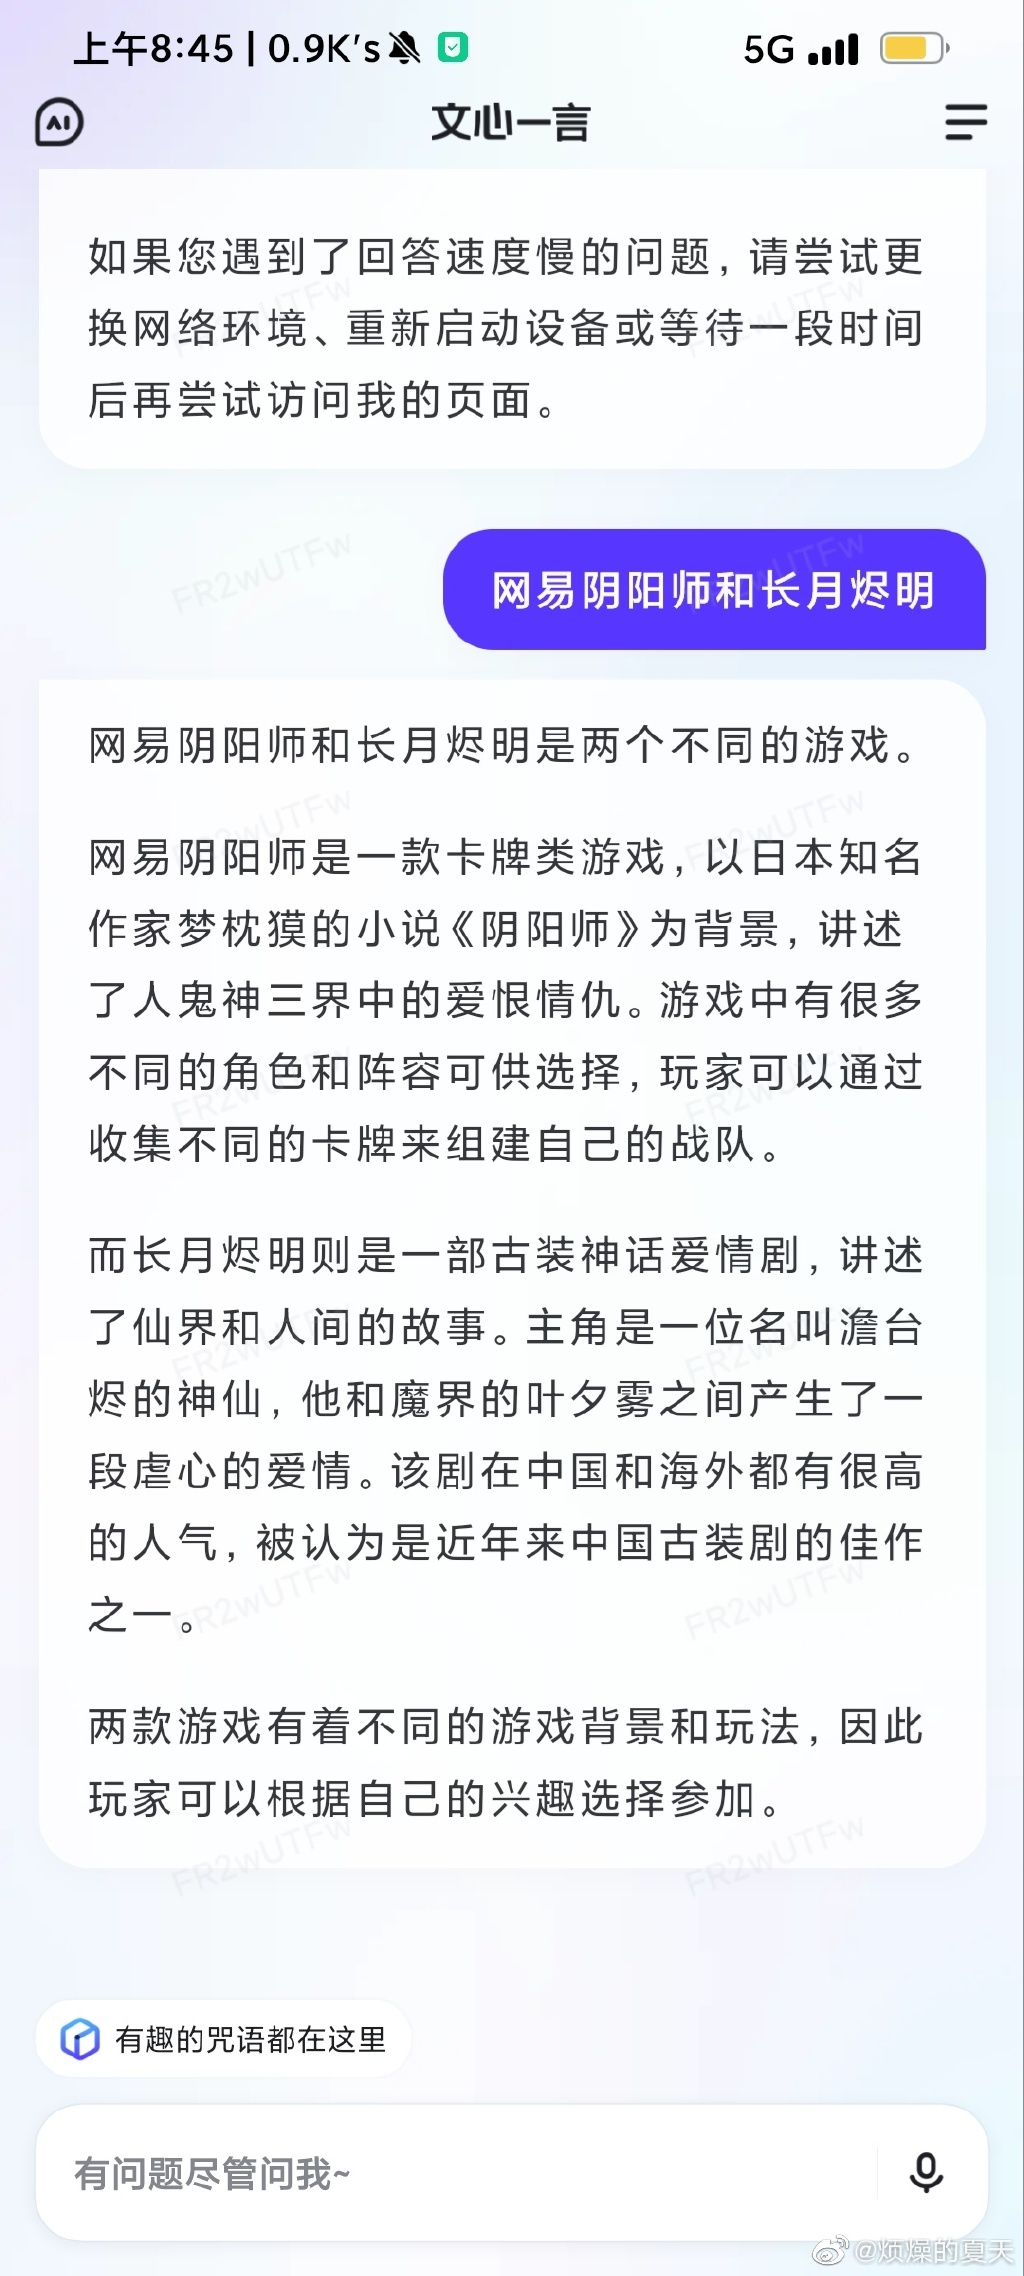 上午8:45 | 0.9K's
5G
AI
文心一言
如果您遇到了回答速度慢的问题，请尝试更
换网络环境、重新启动设备或等待一段时间
后再尝试访问我的页面。
网易阴阳师和长月烬明
网易阴阳师和长月烬明是两个不同的游戏。
网易阴阳师是一款卡牌类游戏，以日本知名
作家梦枕獏的小说《阴阳师》为背景，讲述
了人鬼神三界中的爱恨情仇。游戏中有很多
不同的角色和阵容可供选择，玩家可以通过
收集不同的卡牌来组建自己的战队。
而长月烬明则是一部古装神话爱情剧，讲述
了仙界和人间的故事。主角是一位名叫澹台
烬的神仙，他和魔界的叶夕雾之间产生了一
段虐心的爱情。该剧在中国和海外都有很高
的人气，被认为是近年来中国古装剧的佳作
之一。
两款游戏有着不同的游戏背景和玩法，因此
玩家可以根据自己的兴趣选择参加。
FR2wUTFw
有趣的咒语都在这里
有问题尽管问我~
@烦燥的夏天